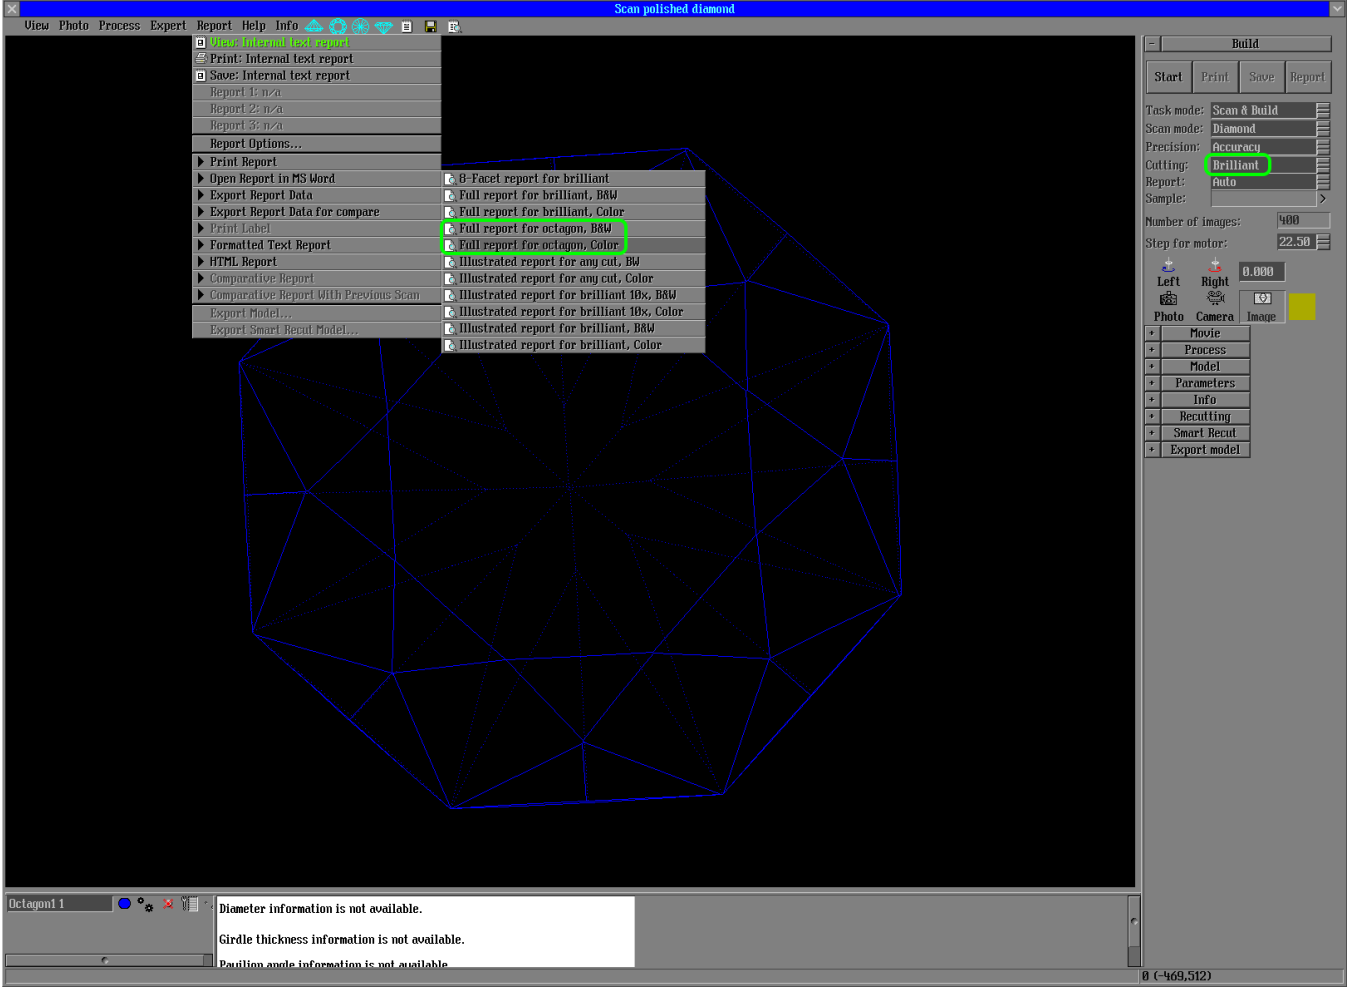 Scan polished diamond
View Photo Process Expert Report Help Info
View: Internal text report
Print: Internal text report
Save: Internal text report
Report 1: n/a
Report 2: n/a
Report 3: n/a
Report Options...
Print Report
Open Report in MS Word
Export Report Data
Export Report Data for compare
Print Label
Formatted Text Report
HTML Report
Comparative Report
Comparative Report With Previous Scan
Export Model...
Export Smart Recut Model...
8-Facet report for brilliant
Full report for brilliant, B&W
Full report for brilliant, Color
Full report for octagon, B&W
Full report for octagon, Color
Illustrated report for any cut, BW
Illustrated report for any cut, Color
Illustrated report for brilliant 10x, B&W
Illustrated report for brilliant 10x, Color
Illustrated report for brilliant, B&W
Illustrated report for brilliant, Color
- Build
Start Print Save Report
Task mode: Scan & Build
Scan mode: Diamond
Precision: Accuracy
Cutting: Brilliant
Report: Auto
Sample: >
Number of images: 400
Step for motor: 22.50
Left Right 0.000
Photo Camera Image
+ Movie
+ Process
+ Model
+ Parameters
+ Info
+ Recutting
+ Smart Recut
+ Export model
Octagon1 1
Diameter information is not available.
Girdle thickness information is not available.
Pavilion angle information is not available
0 (-469,512)